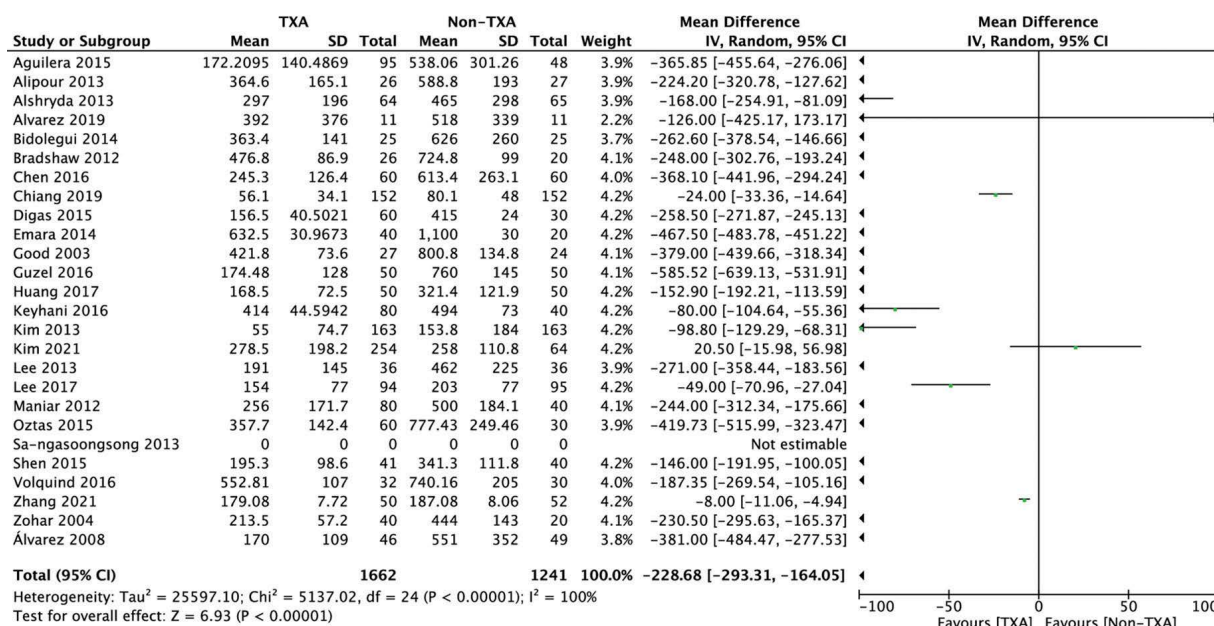 TXA Non-TXA Mean Difference Mean Difference
Study or Subgroup Mean SD Total Mean SD Total Weight IV, Random, 95% CI IV, Random, 95% CI
Aguilera 2015 172.2095 140.4869 95 538.06 301.26 48 3.9% -365.85 [-455.64, -276.06]
Alipour 2013 364.6 165.1 26 588.8 193 27 3.9% -224.20 [-320.78, -127.62]
Alshryda 2013 297 196 64 465 298 65 3.9% -168.00 [-254.91, -81.09]
Alvarez 2019 392 376 11 518 339 11 2.2% -126.00 [-425.17, 173.17]
Bidolegui 2014 363.4 141 25 626 260 25 3.7% -262.60 [-378.54, -146.66]
Bradshaw 2012 476.8 86.9 26 724.8 99 20 4.1% -248.00 [-302.76, -193.24]
Chen 2016 245.3 126.4 60 613.4 263.1 60 4.0% -368.10 [-441.96, -294.24]
Chiang 2019 56.1 34.1 152 80.1 48 152 4.2% -24.00 [-33.36, -14.64]
Digas 2015 156.5 40.5021 60 415 24 30 4.2% -258.50 [-271.87, -245.13]
Emara 2014 632.5 30.9673 40 1,100 30 20 4.2% -467.50 [-483.78, -451.22]
Good 2003 421.8 73.6 27 800.8 134.8 24 4.1% -379.00 [-439.66, -318.34]
Guzel 2016 174.48 128 50 760 145 50 4.1% -585.52 [-639.13, -531.91]
Huang 2017 168.5 72.5 50 321.4 121.9 50 4.2% -152.90 [-192.21, -113.59]
Keyhani 2016 414 44.5942 80 494 73 40 4.2% -80.00 [-104.64, -55.36]
Kim 2013 55 74.7 163 153.8 184 163 4.2% -98.80 [-129.29, -68.31]
Kim 2021 278.5 198.2 254 258 110.8 64 4.2% 20.50 [-15.98, 56.98]
Lee 2013 191 145 36 462 225 36 3.9% -271.00 [-358.44, -183.56]
Lee 2017 154 77 94 203 77 95 4.2% -49.00 [-70.96, -27.04]
Maniar 2012 256 171.7 80 500 184.1 40 4.1% -244.00 [-312.34, -175.66]
Oztas 2015 357.7 142.4 60 777.43 249.46 30 3.9% -419.73 [-515.99, -323.47]
Sa-ngasoongsong 2013 0 0 0 0 0 0 Not estimable
Shen 2015 195.3 98.6 41 341.3 111.8 40 4.2% -146.00 [-191.95, -100.05]
Volquind 2016 552.81 107 32 740.16 205 30 4.0% -187.35 [-269.54, -105.16]
Zhang 2021 179.08 7.72 50 187.08 8.06 52 4.2% -8.00 [-11.06, -4.94]
Zohar 2004 213.5 57.2 40 444 143 20 4.1% -230.50 [-295.63, -165.37]
Álvarez 2008 170 109 46 551 352 49 3.8% -381.00 [-484.47, -277.53]
Total (95% CI) 1662 1241 100.0% -228.68 [-293.31, -164.05]
Heterogeneity: Tau² = 25597.10; Chi² = 5137.02, df = 24 (P < 0.00001); I² = 100%
Test for overall effect: Z = 6.93 (P < 0.00001)
-100 -50 0 50 100
Favours [TXA] Favours [Non-TXA]